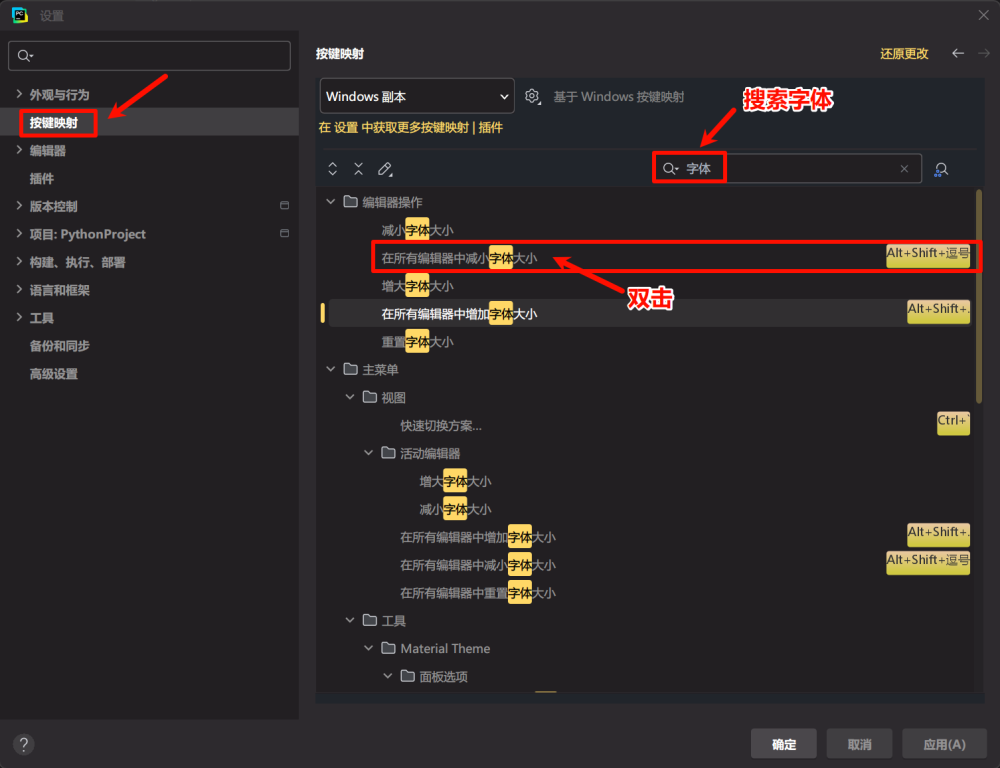 设置
外观与行为
按键映射
编辑器
插件
版本控制
项目: PythonProject
构建、执行、部署
语言和框架
工具
备份和同步
高级设置
按键映射
还原更改
Windows 副本
基于 Windows 按键映射
在 设置 中获取更多按键映射 | 插件
搜索字体
字体
编辑器操作
减小字体大小
在所有编辑器中减小字体大小 Alt+Shift+逗号
双击
增大字体大小
在所有编辑器中增加字体大小 Alt+Shift+.
重置字体大小
主菜单
视图
快速切换方案... Ctrl+`
活动编辑器
增大字体大小
减小字体大小
在所有编辑器中增加字体大小 Alt+Shift+.
在所有编辑器中减小字体大小 Alt+Shift+逗号
在所有编辑器中重置字体大小
工具
Material Theme
面板选项
?
确定
取消
应用(A)